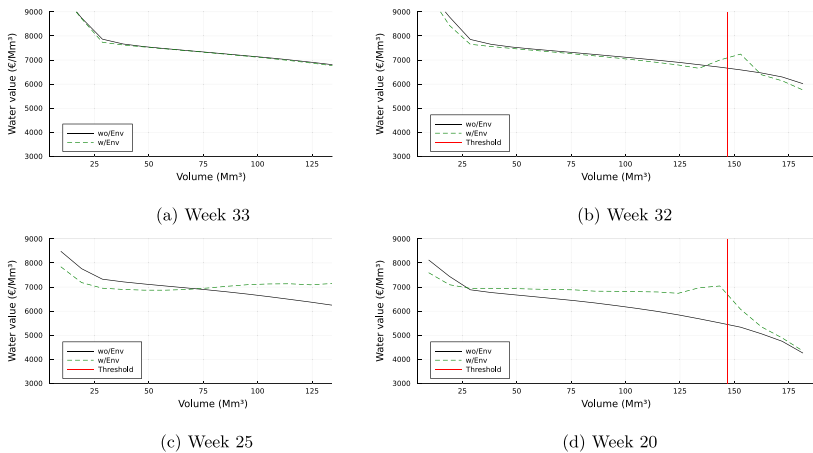 9000
8000
7000
6000
5000
4000
3000
Water value (€/Mm³)
wo/Env
w/Env
25
50
75
100
125
Volume (Mm³)
(a) Week 33
9000
8000
7000
6000
5000
4000
3000
Water value (€/Mm³)
wo/Env
w/Env
Threshold
25
50
75
100
125
150
175
Volume (Mm³)
(b) Week 32
9000
8000
7000
6000
5000
4000
3000
Water value (€/Mm³)
wo/Env
w/Env
Threshold
25
50
75
100
125
Volume (Mm³)
(c) Week 25
9000
8000
7000
6000
5000
4000
3000
Water value (€/Mm³)
wo/Env
w/Env
Threshold
25
50
75
100
125
150
175
Volume (Mm³)
(d) Week 20